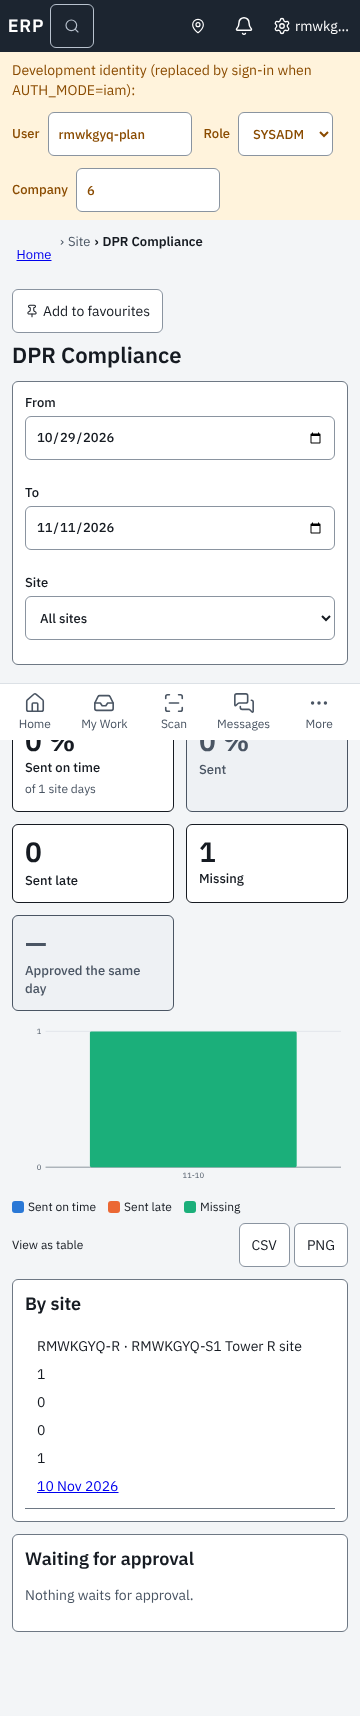 ERP
rmwkg...
Development identity (replaced by sign-in when
AUTH_MODE=iam):
User rmwkgyq-plan Role SYSADM
Company 6
Home › Site › DPR Compliance
Add to favourites
DPR Compliance
From
10/29/2026
To
11/11/2026
Site
All sites
Home My Work Scan Messages More
0 % 0 %
Sent on time Sent
of 1 site days
0 1
Sent late Missing
—
Approved the same
day
1
0
11-10
Sent on time Sent late Missing
View as table CSV PNG
By site
RMWKGYQ-R · RMWKGYQ-S1 Tower R site
1
0
0
1
10 Nov 2026
Waiting for approval
Nothing waits for approval.